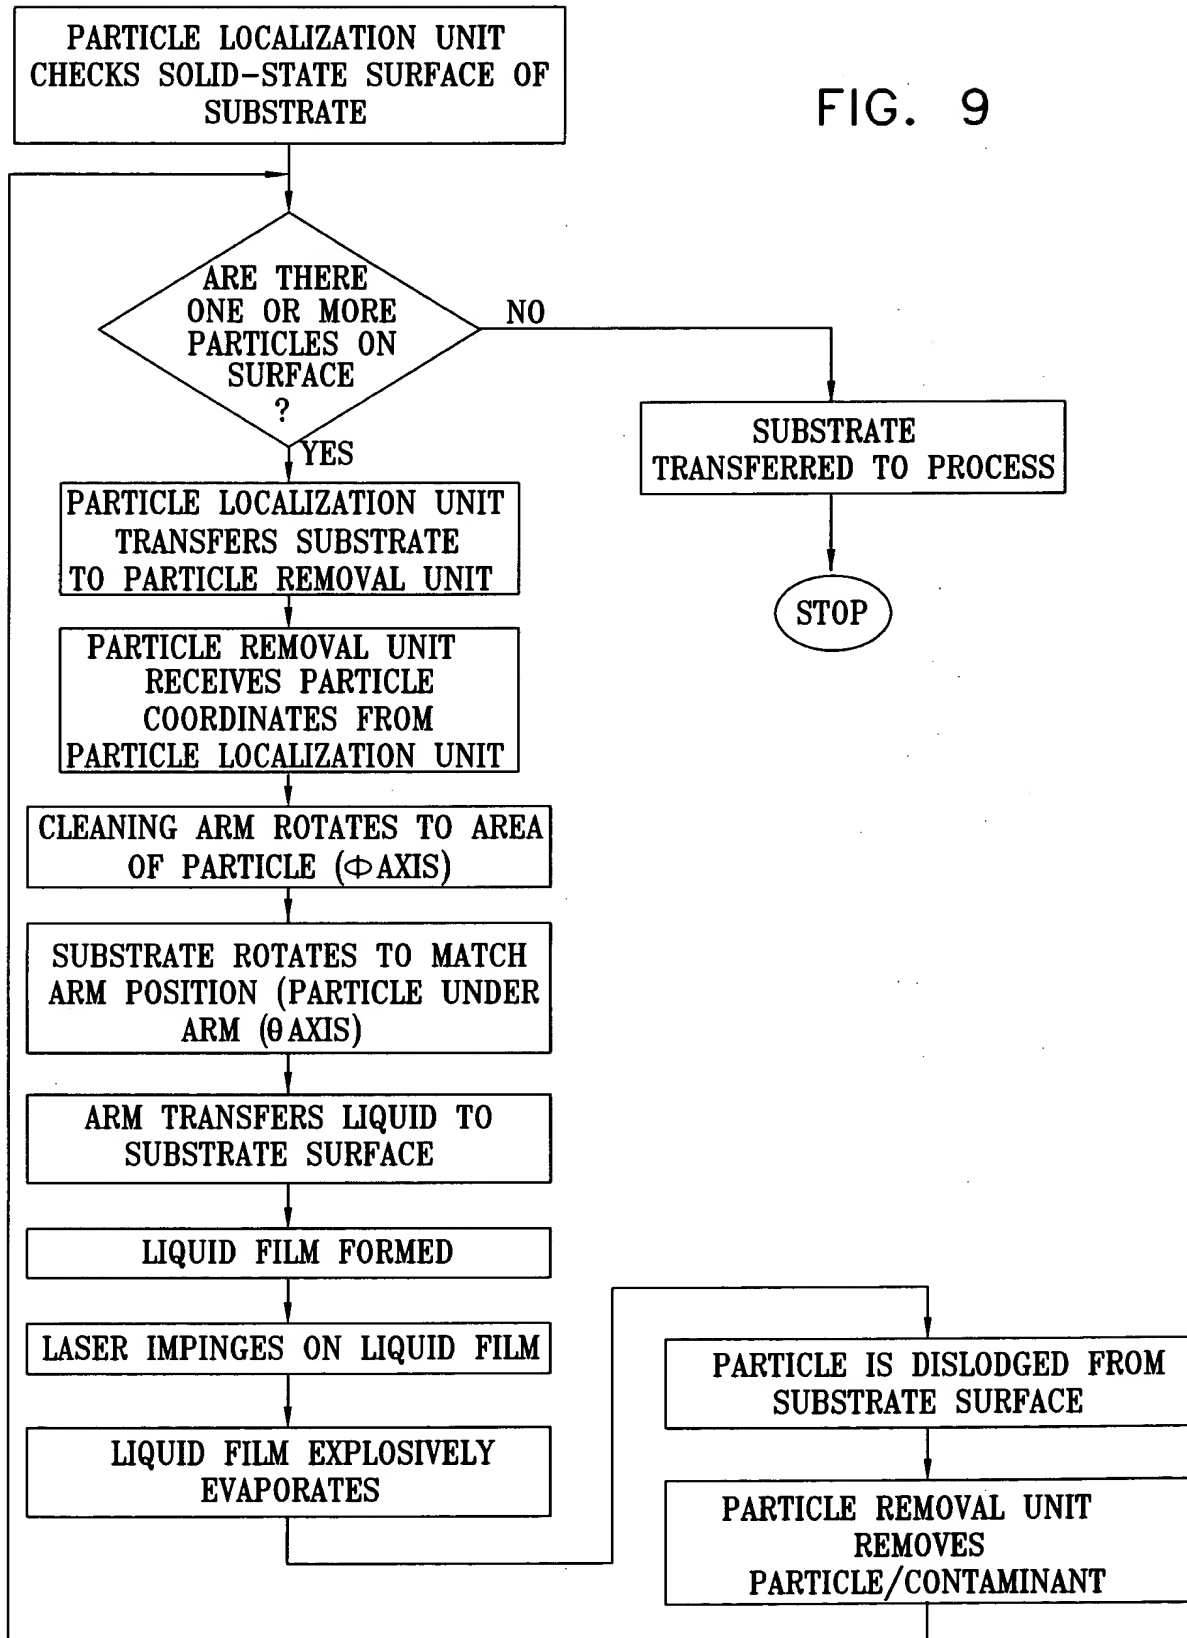 PARTICLE LOCALIZATION UNIT
CHECKS SOLID-STATE SURFACE OF
SUBSTRATE
FIG. 9
ARE THERE
ONE OR MORE
PARTICLES ON
SURFACE
?
NO
YES
SUBSTRATE
TRANSFERRED TO PROCESS
STOP
PARTICLE LOCALIZATION UNIT
TRANSFERS SUBSTRATE
TO PARTICLE REMOVAL UNIT
PARTICLE REMOVAL UNIT
RECEIVES PARTICLE
COORDINATES FROM
PARTICLE LOCALIZATION UNIT
CLEANING ARM ROTATES TO AREA
OF PARTICLE (Φ AXIS)
SUBSTRATE ROTATES TO MATCH
ARM POSITION (PARTICLE UNDER
ARM (θ AXIS)
ARM TRANSFERS LIQUID TO
SUBSTRATE SURFACE
LIQUID FILM FORMED
LASER IMPINGES ON LIQUID FILM
LIQUID FILM EXPLOSIVELY
EVAPORATES
PARTICLE IS DISLODGED FROM
SUBSTRATE SURFACE
PARTICLE REMOVAL UNIT
REMOVES
PARTICLE/CONTAMINANT